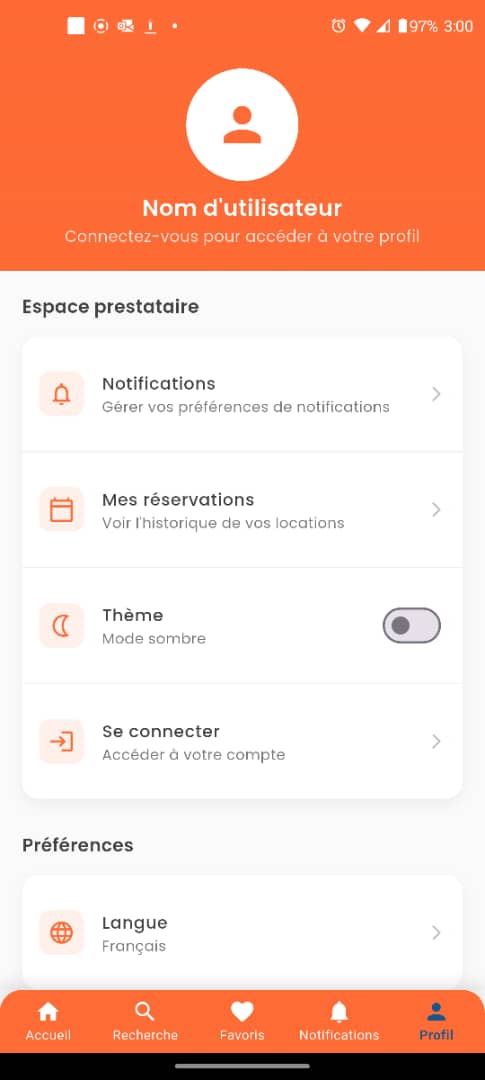 97% 3:00
Nom d'utilisateur
Connectez-vous pour accéder à votre profil
Espace prestataire
Notifications
Gérer vos préférences de notifications
Mes réservations
Voir l'historique de vos locations
Thème
Mode sombre
Se connecter
Accéder à votre compte
Préférences
Langue
Français
Accueil Recherche Favoris Notifications Profil